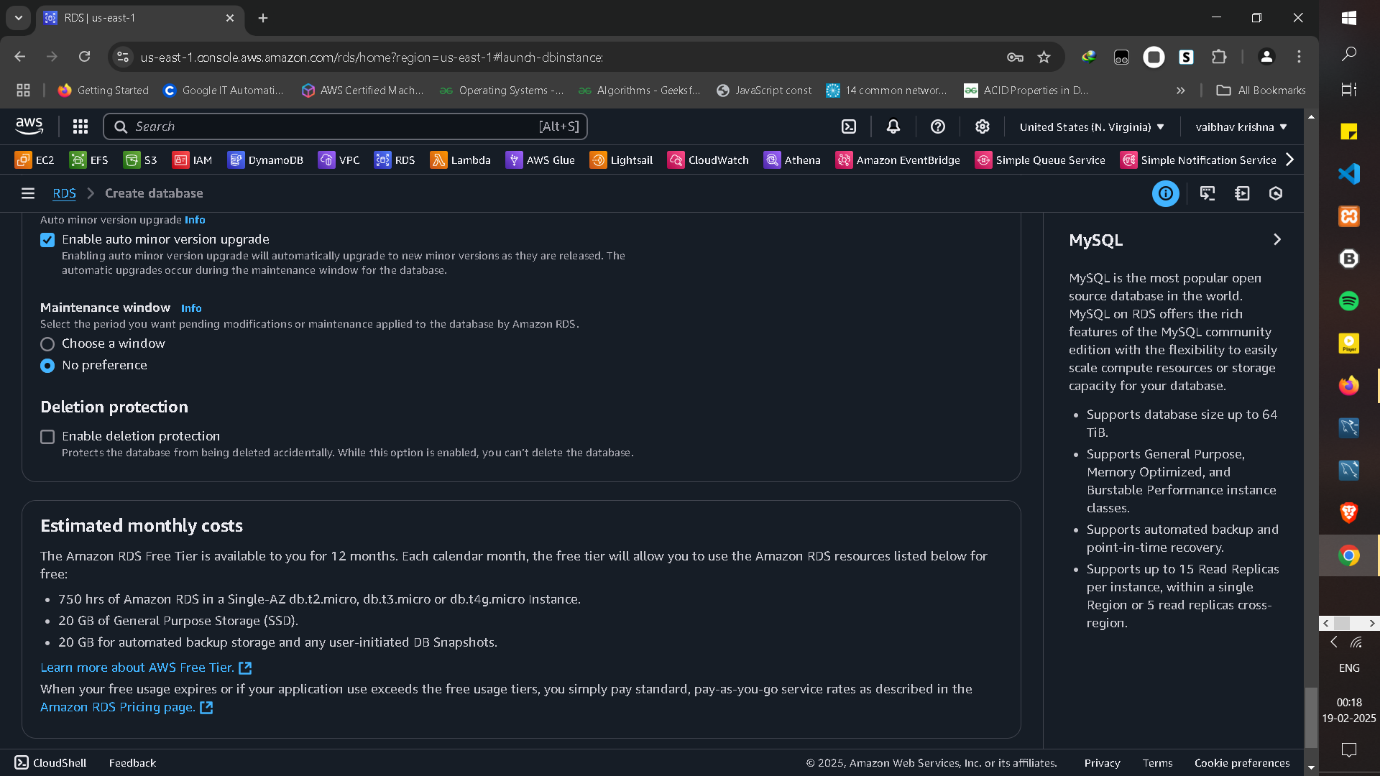 RDS | us-east-1
us-east-1.console.aws.amazon.com/rds/home?region=us-east-1#launch-dbinstance:
Getting Started
Google IT Automati...
AWS Certified Mach...
Operating Systems -...
Algorithms - Geeksf...
JavaScript const
14 common networ...
ACID Properties in D...
»
All Bookmarks
aws
Search
[Alt+S]
United States (N. Virginia)
vaibhav krishna
EC2
EFS
S3
IAM
DynamoDB
VPC
RDS
Lambda
AWS Glue
Lightsail
CloudWatch
Athena
Amazon EventBridge
Simple Queue Service
Simple Notification Service
RDS
Create database
Auto minor version upgrade Info
Enable auto minor version upgrade
Enabling auto minor version upgrade will automatically upgrade to new minor versions as they are released. The
automatic upgrades occur during the maintenance window for the database.
Maintenance window Info
Select the period you want pending modifications or maintenance applied to the database by Amazon RDS.
Choose a window
No preference
Deletion protection
Enable deletion protection
Protects the database from being deleted accidentally. While this option is enabled, you can't delete the database.
Estimated monthly costs
The Amazon RDS Free Tier is available to you for 12 months. Each calendar month, the free tier will allow you to use the Amazon RDS resources listed below for
free:
• 750 hrs of Amazon RDS in a Single-AZ db.t2.micro, db.t3.micro or db.t4g.micro Instance.
• 20 GB of General Purpose Storage (SSD).
• 20 GB for automated backup storage and any user-initiated DB Snapshots.
Learn more about AWS Free Tier.
When your free usage expires or if your application use exceeds the free usage tiers, you simply pay standard, pay-as-you-go service rates as described in the
Amazon RDS Pricing page.
MySQL
MySQL is the most popular open
source database in the world.
MySQL on RDS offers the rich
features of the MySQL community
edition with the flexibility to easily
scale compute resources or storage
capacity for your database.
• Supports database size up to 64
TiB.
• Supports General Purpose,
Memory Optimized, and
Burstable Performance instance
classes.
• Supports automated backup and
point-in-time recovery.
• Supports up to 15 Read Replicas
per instance, within a single
Region or 5 read replicas cross-
region.
CloudShell
Feedback
© 2025, Amazon Web Services, Inc. or its affiliates.
Privacy
Terms
Cookie preferences
ENG
00:18
19-02-2025